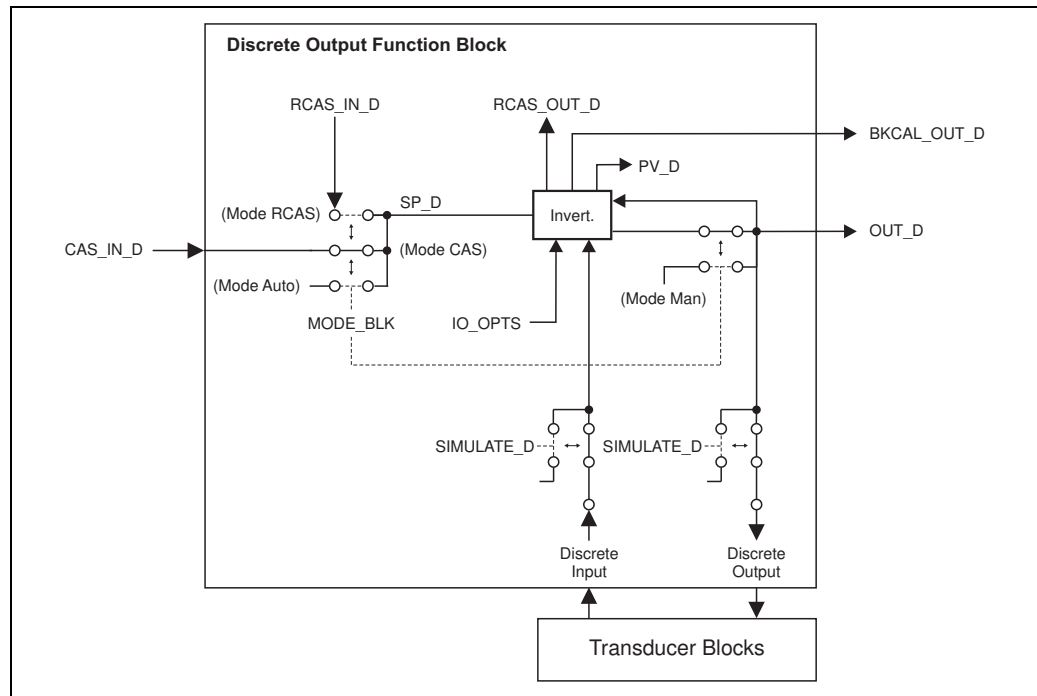 Discrete Output Function Block
RCAS_IN_D
RCAS_OUT_D
BKCAL_OUT_D
PV_D
(Mode RCAS)
SP_D
Invert.
CAS_IN_D
(Mode CAS)
OUT_D
(Mode Auto)
(Mode Man)
MODE_BLK
IO_OPTS
SIMULATE_D
SIMULATE_D
Discrete
Input
Discrete
Output
Transducer Blocks